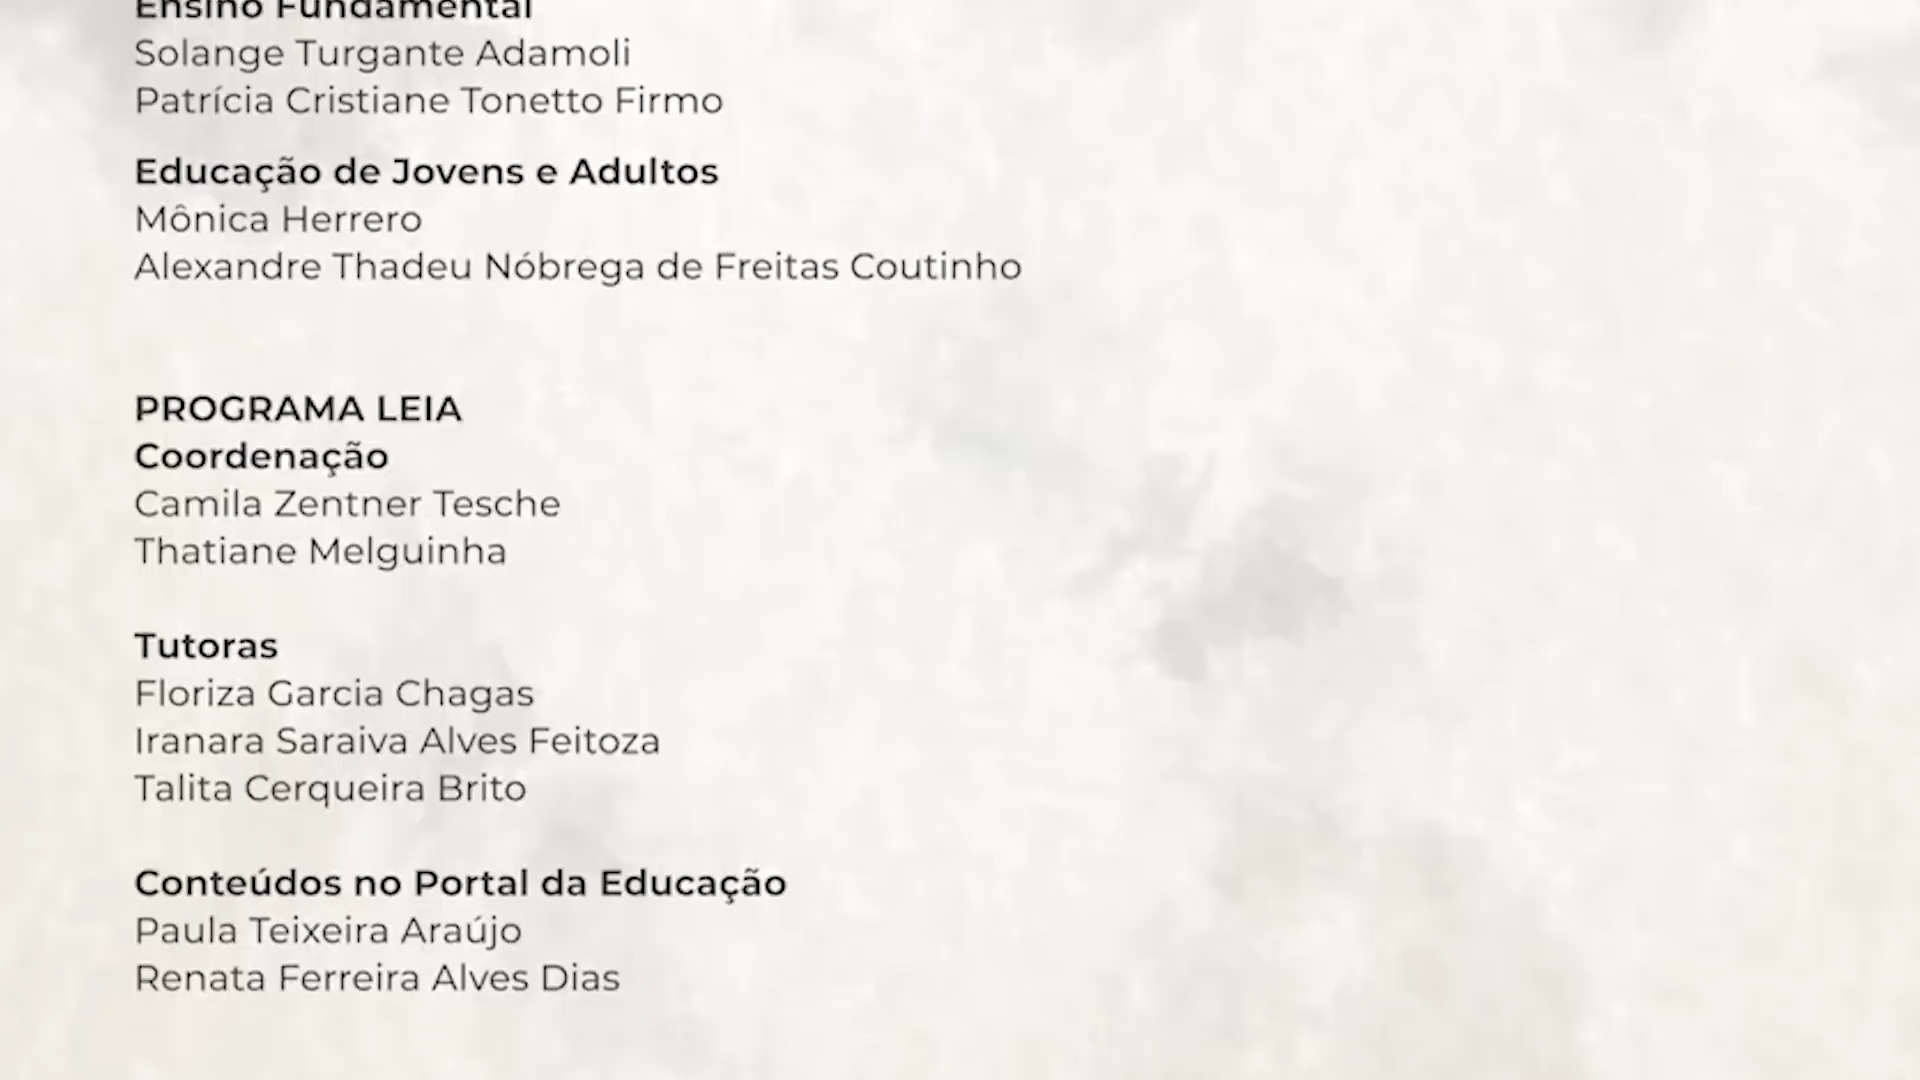 Ensino Fundamental
Solange Turgante Adamoli
Patrícia Cristiane Tonetto Firmo
Educação de Jovens e Adultos
Mônica Herrero
Alexandre Thadeu Nóbrega de Freitas Coutinho
PROGRAMA LEIA
Coordenação
Camila Zentner Tesche
Thatiane Melguinha
Tutoras
Floriza Garcia Chagas
Iranara Saraiva Alves Feitoza
Talita Cerqueira Brito
Conteúdos no Portal da Educação
Paula Teixeira Araújo
Renata Ferreira Alves Dias